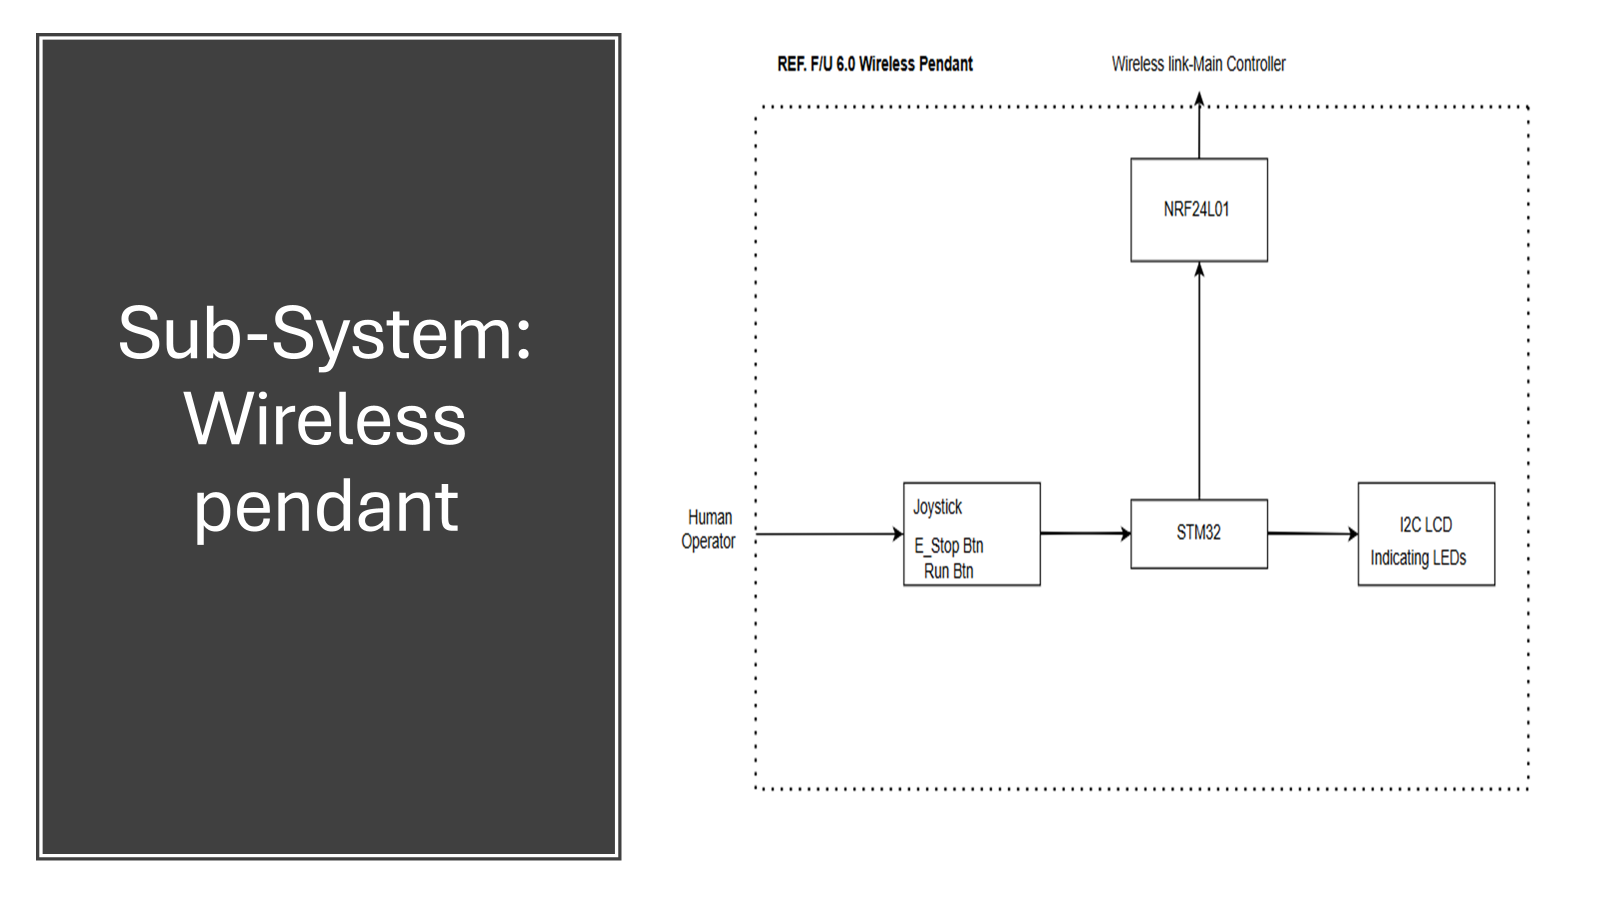 Sub-System:
Wireless
pendant
REF. F/U 6.0 Wireless Pendant
Wireless link-Main Controller
NRF24L01
Human
Operator
Joystick
E_Stop Btn
Run Btn
STM32
I2C LCD
Indicating LEDs